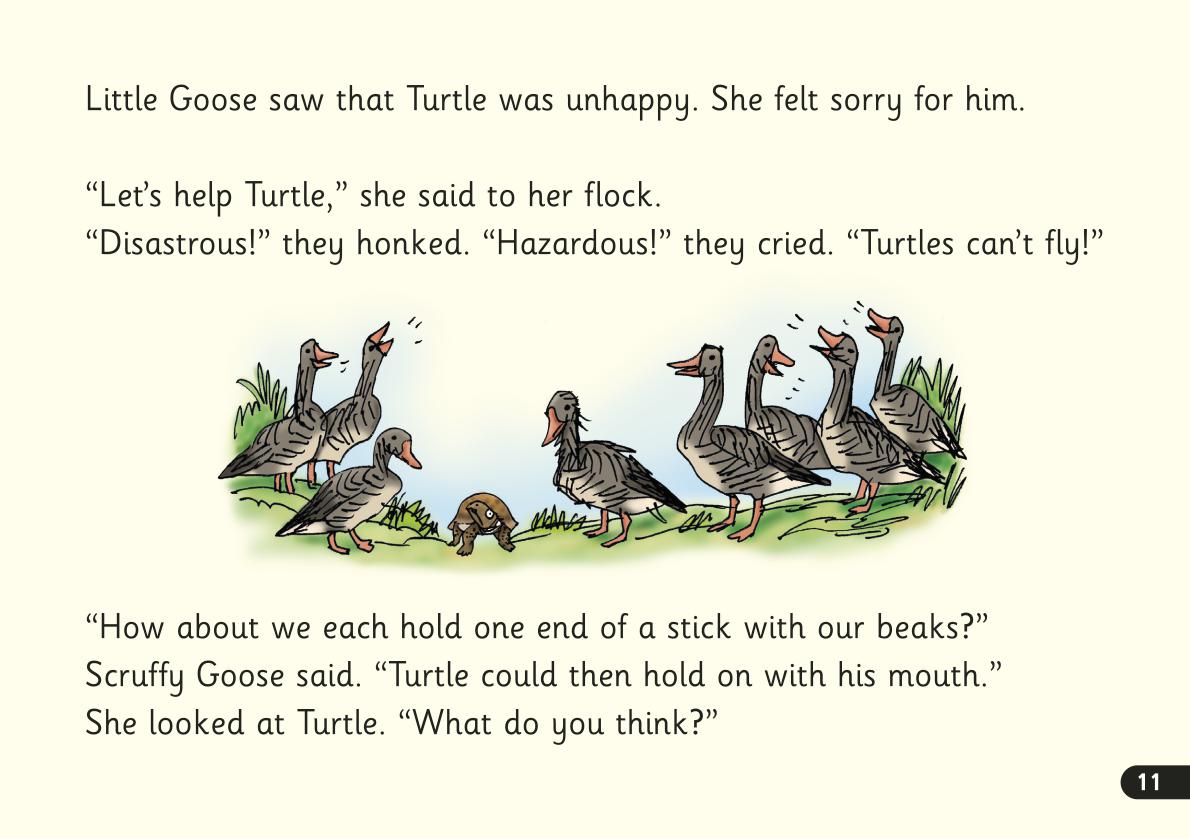 Little Goose saw that Turtle was unhappy. She felt sorry for him.
“Let’s help Turtle,” she said to her flock.
“Disastrous!” they honked. “Hazardous!” they cried. “Turtles can’t fly!”
“How about we each hold one end of a stick with our beaks?”
Scruffy Goose said. “Turtle could then hold on with his mouth.”
She looked at Turtle. “What do you think?”
11